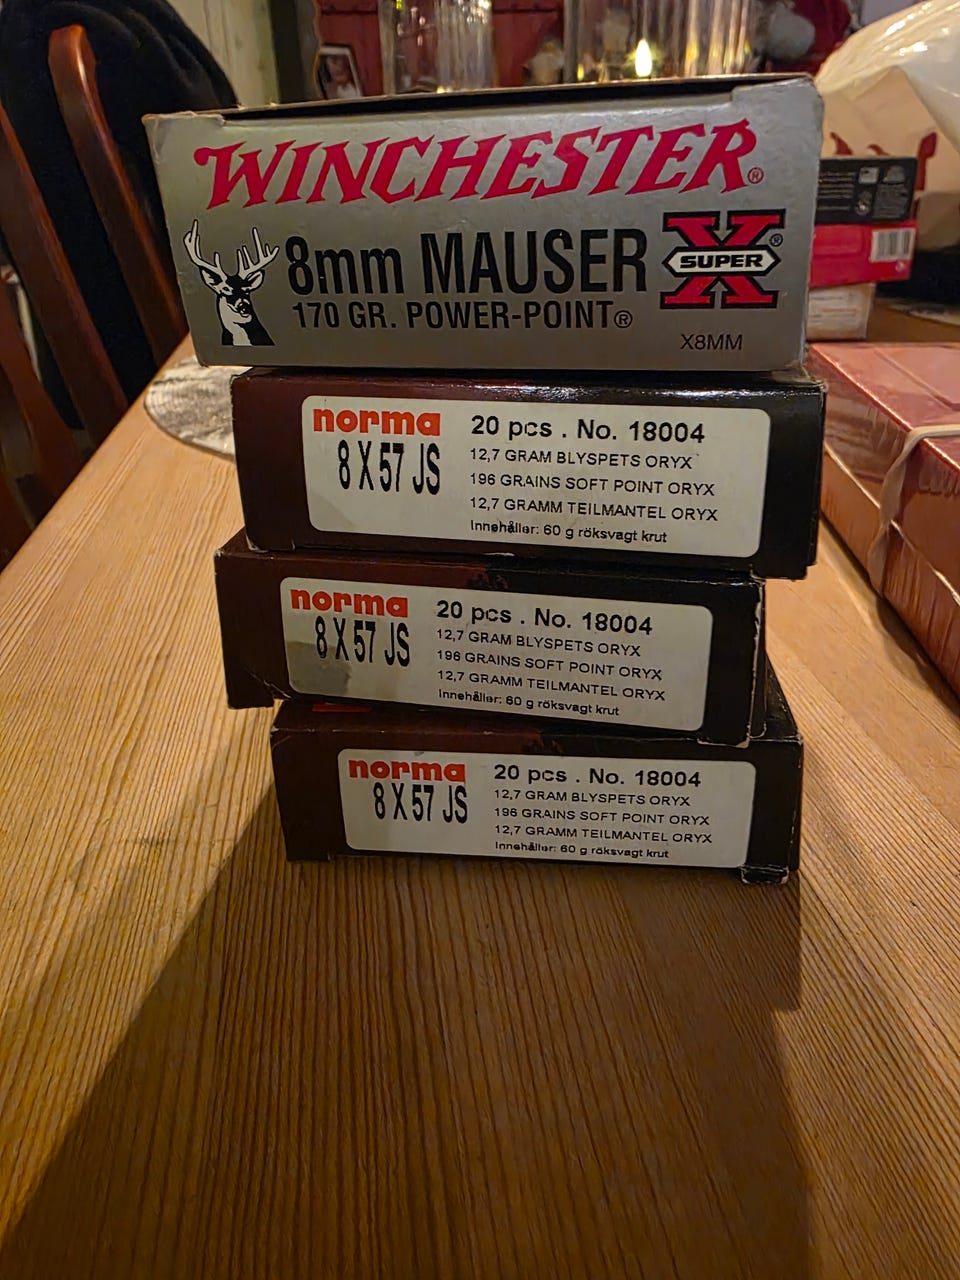 WINCHESTER®
8mm MAUSER
170 GR. POWER-POINT®
X®
SUPER
X8MM
norma
8 X 57 JS
20 pcs . No. 18004
12,7 GRAM BLYSPETS ORYX
196 GRAINS SOFT POINT ORYX
12,7 GRAMM TEILMANTEL ORYX
Innehåller: 60 g röksvagt krut
norma
8 X 57 JS
20 pcs . No. 18004
12,7 GRAM BLYSPETS ORYX
196 GRAINS SOFT POINT ORYX
12,7 GRAMM TEILMANTEL ORYX
Innehåller: 60 g röksvagt krut
norma
8 X 57 JS
20 pcs . No. 18004
12,7 GRAM BLYSPETS ORYX
196 GRAINS SOFT POINT ORYX
12,7 GRAMM TEILMANTEL ORYX
Innehåller: 60 g röksvagt krut